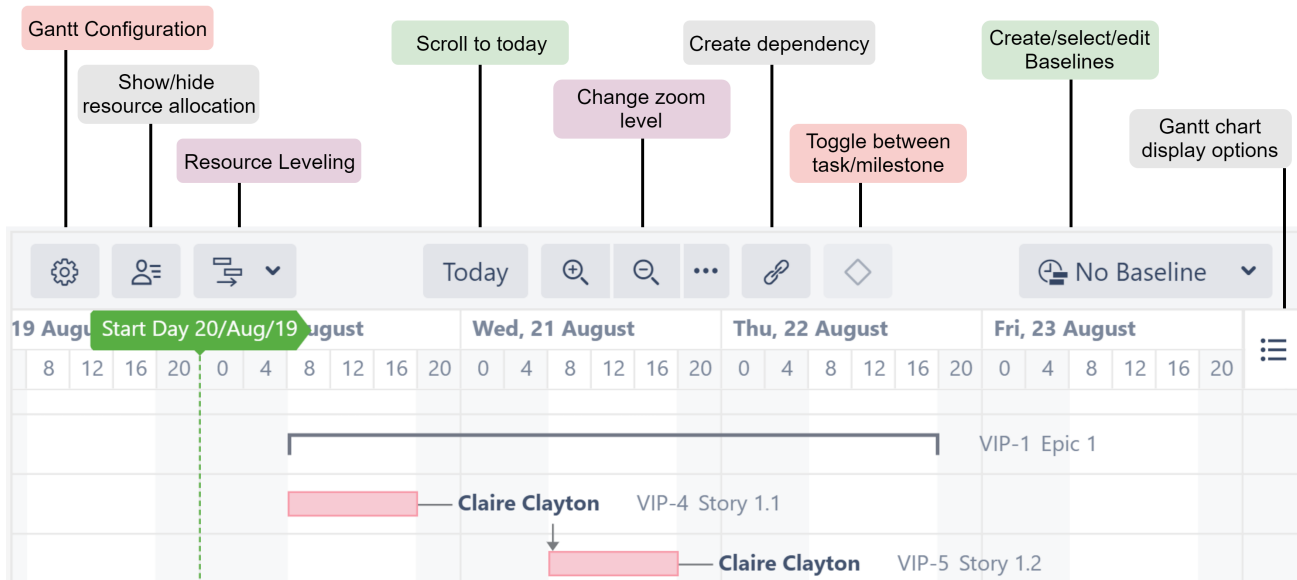 Gantt Configuration
Show/hide
resource allocation
Resource Leveling
Scroll to today
Change zoom
level
Create dependency
Toggle between
task/milestone
Create/select/edit
Baselines
Gantt chart
display options
Today
No Baseline
19 Augu
Start Day 20/Aug/19
ugust
Wed, 21 August
Thu, 22 August
Fri, 23 August
8 12 16 20 0 4 8 12 16 20 0 4 8 12 16 20 0 4 8 12 16 20 0 4 8 12 16 20
VIP-1 Epic 1
Claire Clayton VIP-4 Story 1.1
Claire Clayton VIP-5 Story 1.2